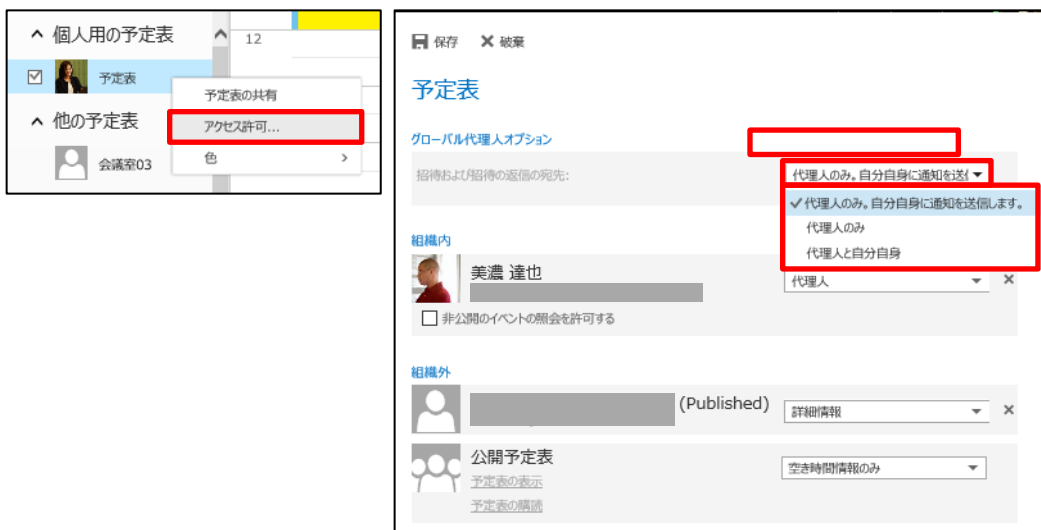 個人用の予定表
12
予定表
予定表の共有
アクセス許可...
色
他の予定表
会議室03
保存 破棄
予定表
グローバル代理人オプション
招待および招待の返信の宛先:
代理人のみ。自分自身に通知を送
代理人のみ。自分自身に通知を送信します。
代理人のみ
代理人と自分自身
組織内
美濃 達也
代理人
非公開のイベントの照会を許可する
組織外
(Published)
詳細情報
公開予定表
空き時間情報のみ
予定表の表示
予定表の購読